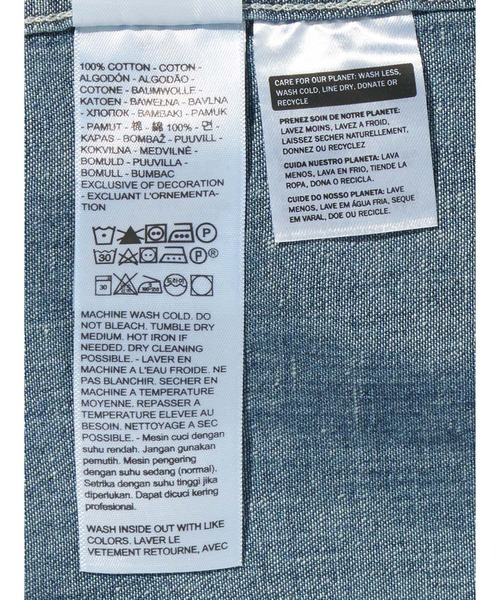 100% COTTON - COTON -
ALGODÓN - ALGODÃO -
COTONE - BAUMWOLLE -
KATOEN - BAWEŁNA - BAVLNA
- ХЛОПОК - BAMBAKI - PAMUK
- PAMUT - 棉 - 綿 100% - 면 -
KAPAS - BOMBAŽ - PUUVILL -
KOKVILNA - MEDVILNĖ -
BOMULD - PUUVILLA -
BOMULL - BUMBAC
EXCLUSIVE OF DECORATION
- EXCLUANT L'ORNEMENTA-
TION
P
30
P®
30
MACHINE WASH COLD. DO
NOT BLEACH. TUMBLE DRY
MEDIUM. HOT IRON IF
NEEDED. DRY CLEANING
POSSIBLE. - LAVER EN
MACHINE A L'EAU FROIDE. NE
PAS BLANCHIR. SECHER EN
MACHINE A TEMPERATURE
MOYENNE. REPASSER A
TEMPERATURE ELEVEE AU
BESOIN. NETTOYAGE A SEC
POSSIBLE. - Mesin cuci dengan
suhu rendah. Jangan gunakan
pemutih. Mesin pengering
dengan suhu sedang (normal).
Setrika dengan suhu tinggi jika
diperlukan. Dapat dicuci kering
profesional.
WASH INSIDE OUT WITH LIKE
COLORS. LAVER LE
VETEMENT RETOURNE, AVEC
CARE FOR OUR PLANET: WASH LESS,
WASH COLD, LINE DRY, DONATE OR
RECYCLE
PRENEZ SOIN DE NOTRE PLANETE:
LAVEZ MOINS, LAVEZ A FROID,
LAISSEZ SECHER NATURELLEMENT,
DONNEZ OU RECYCLEZ
CUIDA NUESTRO PLANETA: LAVA
MENOS, LAVA EN FRIO, TIENDE LA
ROPA, DONA O RECICLA.
CUIDE DO NOSSO PLANETA: LAVE
MENOS, LAVE EM ÁGUA FRIA, SEQUE
EM VARAL, DOE OU RECICLE.